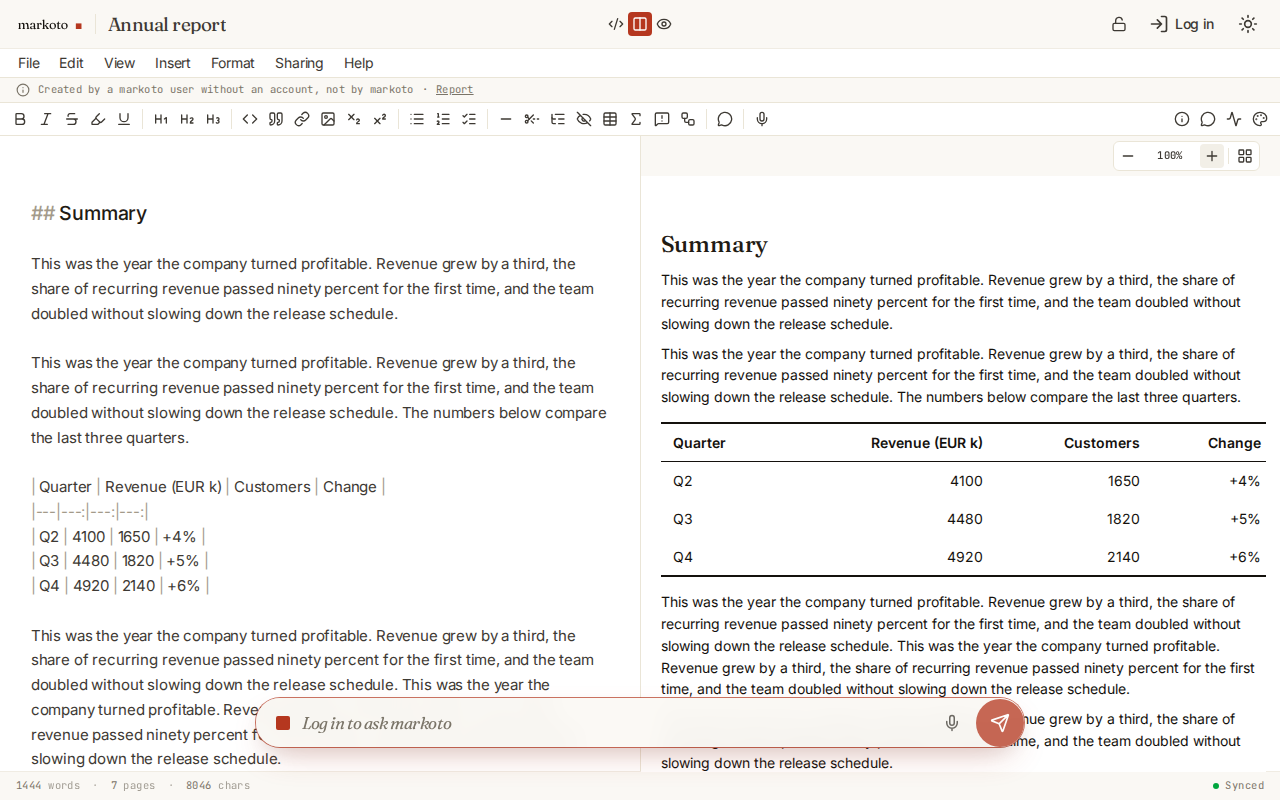 markoto
Annual report
Log in
File Edit View Insert Format Sharing Help
Created by a markoto user without an account, not by markoto · Report
H1 H2 H3
100%
## Summary
This was the year the company turned profitable. Revenue grew by a third, the
share of recurring revenue passed ninety percent for the first time, and the team
doubled without slowing down the release schedule.
This was the year the company turned profitable. Revenue grew by a third, the
share of recurring revenue passed ninety percent for the first time, and the team
doubled without slowing down the release schedule. The numbers below compare
the last three quarters.
| Quarter | Revenue (EUR k) | Customers | Change |
|---|---:|---:|---:|
| Q2 | 4100 | 1650 | +4% |
| Q3 | 4480 | 1820 | +5% |
| Q4 | 4920 | 2140 | +6% |
This was the year the company turned profitable. Revenue grew by a third, the
share of recurring revenue passed ninety percent for the first time, and the team
doubled without slowing down the release schedule. This was the year the
company turned profitable. Reve
revenue passed ninety percent f
slowing down the release schedule.
Summary
This was the year the company turned profitable. Revenue grew by a third, the share of
recurring revenue passed ninety percent for the first time, and the team doubled without
slowing down the release schedule.
This was the year the company turned profitable. Revenue grew by a third, the share of
recurring revenue passed ninety percent for the first time, and the team doubled without
slowing down the release schedule. The numbers below compare the last three quarters.
Quarter Revenue (EUR k) Customers Change
Q2 4100 1650 +4%
Q3 4480 1820 +5%
Q4 4920 2140 +6%
This was the year the company turned profitable. Revenue grew by a third, the share of
recurring revenue passed ninety percent for the first time, and the team doubled without
slowing down the release schedule. This was the year the company turned profitable.
Revenue grew by a third, the share of recurring revenue passed ninety percent for the first
time, and the team doubled without slowing down the release schedule.
nue grew by a third, the share of
me, and the team doubled without
slowing down the release schedule.
Log in to ask markoto
1444 words · 7 pages · 8046 chars
Synced